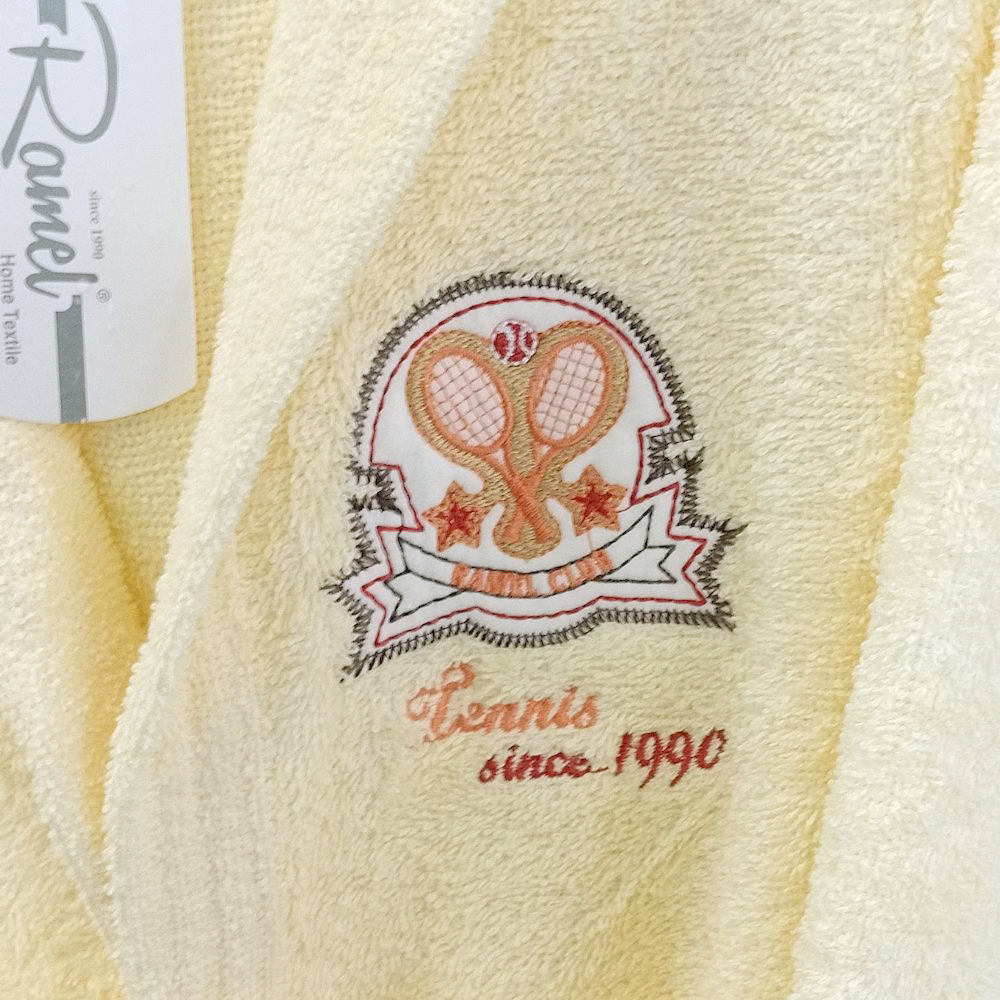 Ramel
®
since 1990
Home Textile
RAMEL CLUB
Tennis
since 1990